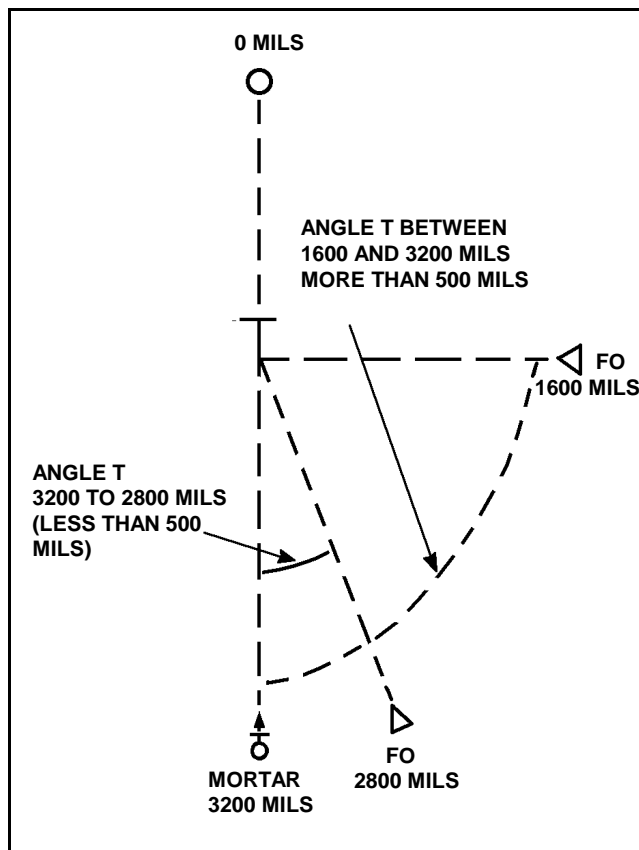 0 MILS
ANGLE T BETWEEN
1600 AND 3200 MILS
MORE THAN 500 MILS
FO
1600 MILS
ANGLE T
3200 TO 2800 MILS
(LESS THAN 500
MILS)
MORTAR
3200 MILS
FO
2800 MILS